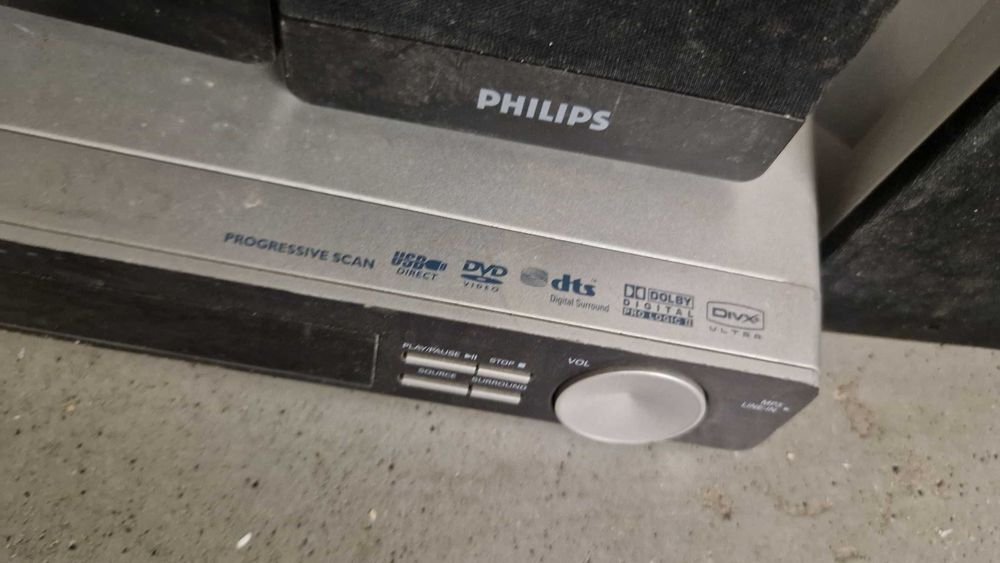 PHILIPS
PROGRESSIVE SCAN
USB DIRECT
DVD VIDEO
dts Digital Surround
DOLBY DIGITAL PRO LOGIC II
DivX ULTRA
PLAY/PAUSE
STOP
SOURCE
SURROUND
VOL
MP3
LINE-IN